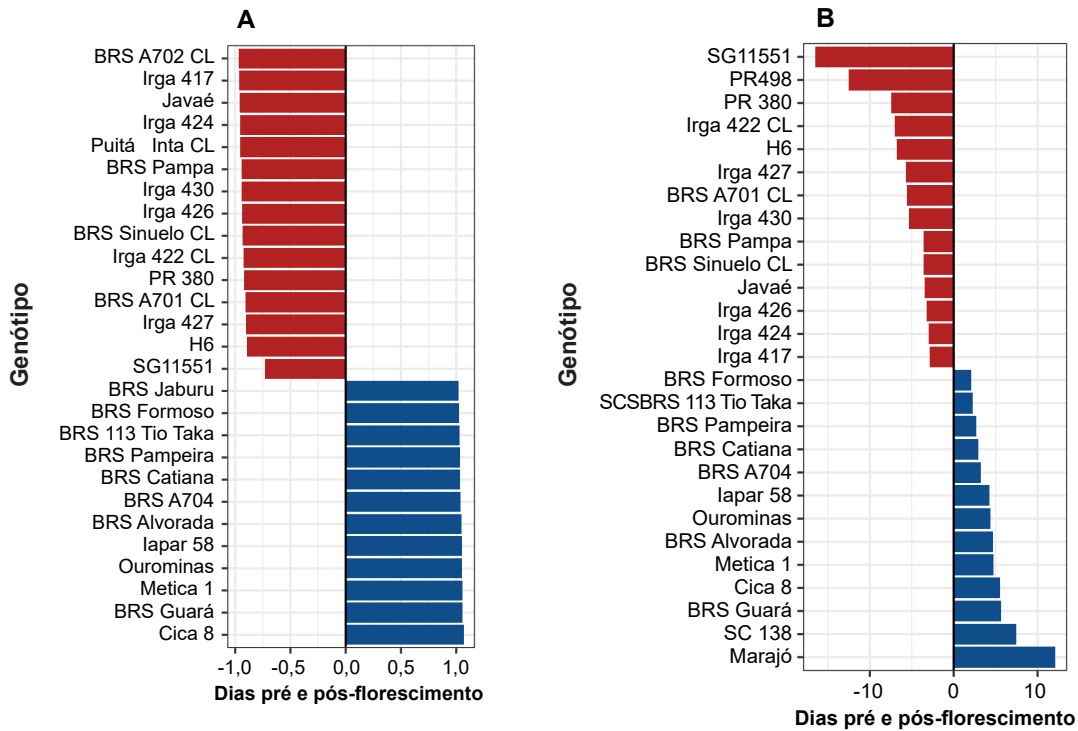 A
Genótipo
BRS A702 CL
Irga 417
Javaé
Irga 424
Puitá Inta CL
BRS Pampa
Irga 430
Irga 426
BRS Sinuelo CL
Irga 422 CL
PR 380
BRS A701 CL
Irga 427
H6
SG11551
BRS Jaburu
BRS Formoso
BRS 113 Tio Taka
BRS Pampeira
BRS Catiana
BRS A704
BRS Alvorada
Iapar 58
Ourominas
Metica 1
BRS Guará
Cica 8
-1,0 -0,5 0,0 0,5 1,0
Dias pré e pós-florescimento
B
Genótipo
SG11551
PR498
PR 380
Irga 422 CL
H6
Irga 427
BRS A701 CL
Irga 430
BRS Pampa
BRS Sinuelo CL
Javaé
Irga 426
Irga 424
Irga 417
BRS Formoso
SCSBRS 113 Tio Taka
BRS Pampeira
BRS Catiana
BRS A704
Iapar 58
Ourominas
BRS Alvorada
Metica 1
Cica 8
BRS Guará
SC 138
Marajó
-10 0 10
Dias pré e pós-florescimento